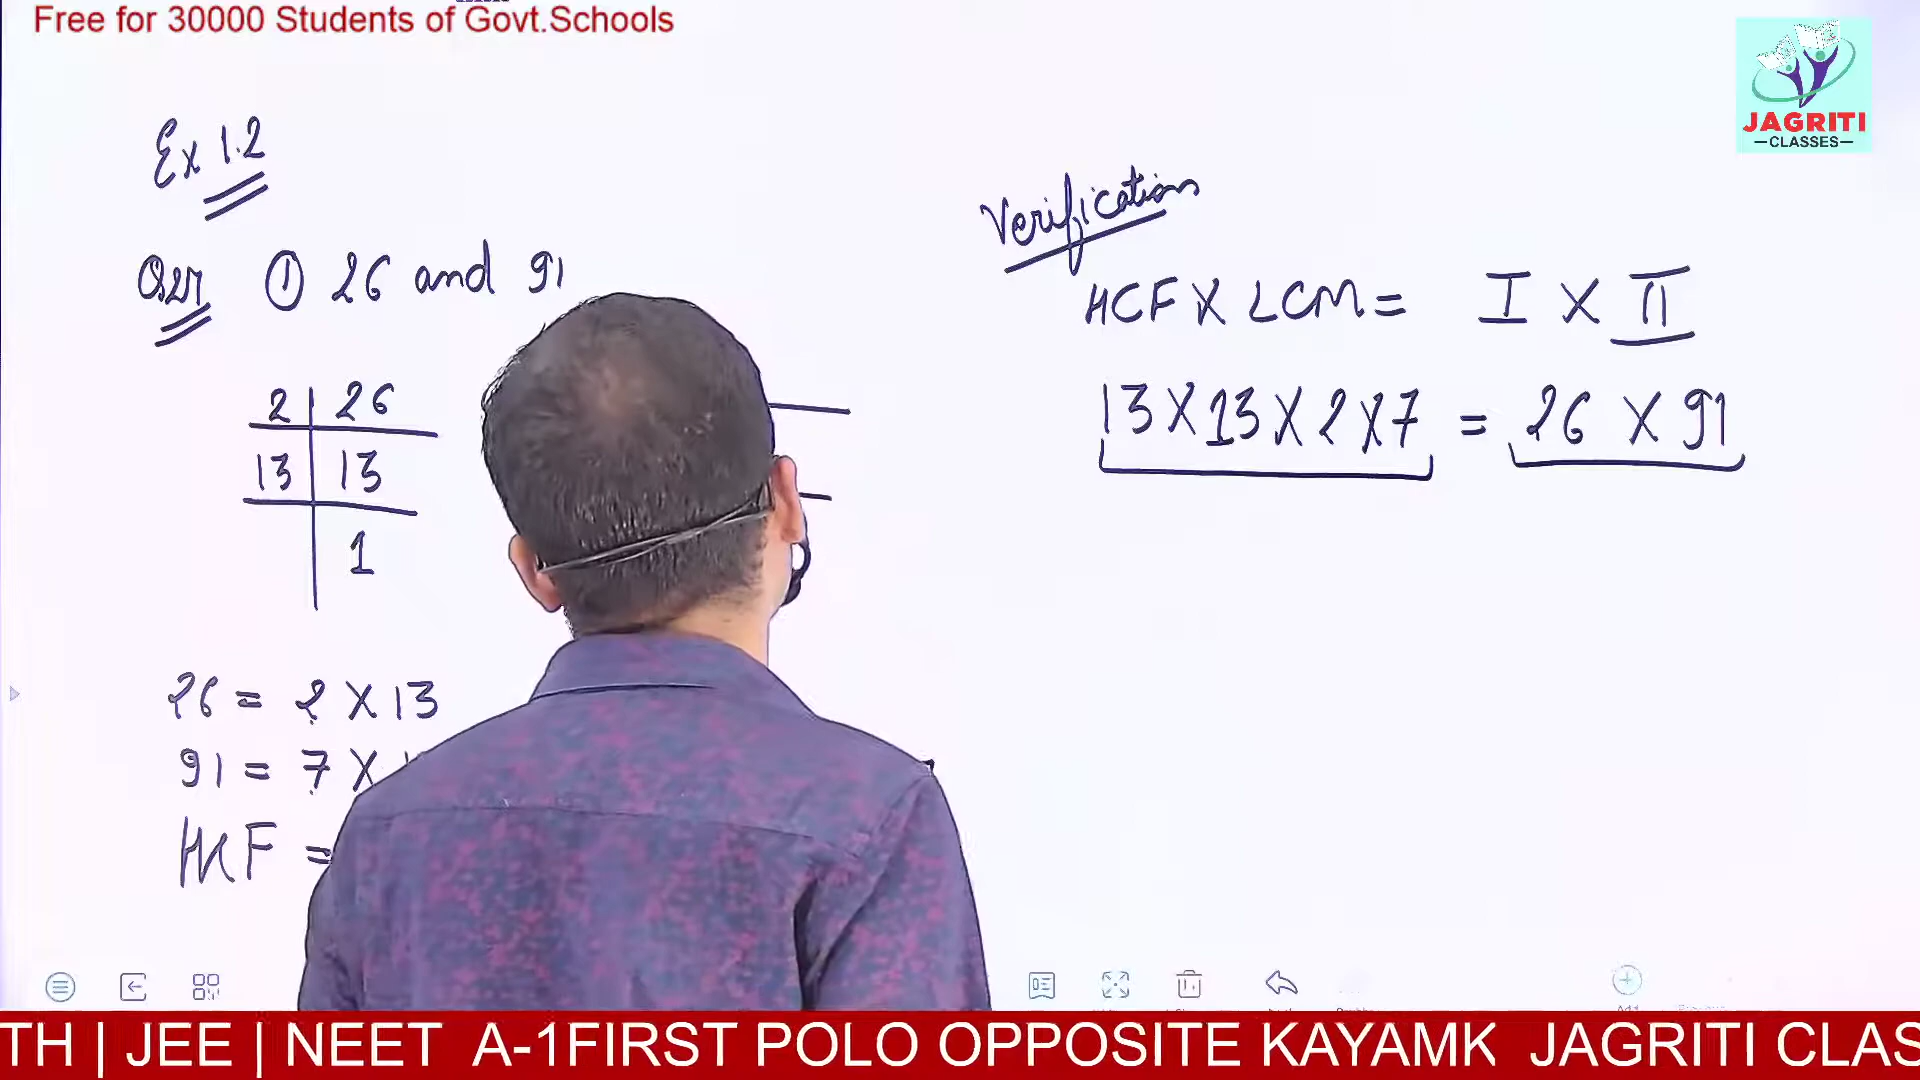 Free for 30000 Students of Govt.Schools
JAGRITI
CLASSES
Ex 1.2
① 26 and 91
2 | 26
13 | 13
1
26 = 2 X 13
91 = 7 X
HCF =
Verification
HCF X LCM = I X II
13 X 13 X 2 X 7 = 26 X 91
TH | JEE | NEET A-1FIRST POLO OPPOSITE KAYAMK JAGRITI CLAS